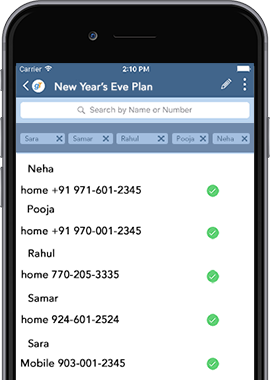 Carrier 2:10 PM
New Year's Eve Plan
Search by Name or Number
Sara Samar Rahul Pooja Neha
Neha
home +91 971-601-2345
Pooja
home +91 970-001-2345
Rahul
home 770-205-3335
Samar
home 924-601-2524
Sara
Mobile 903-001-2345